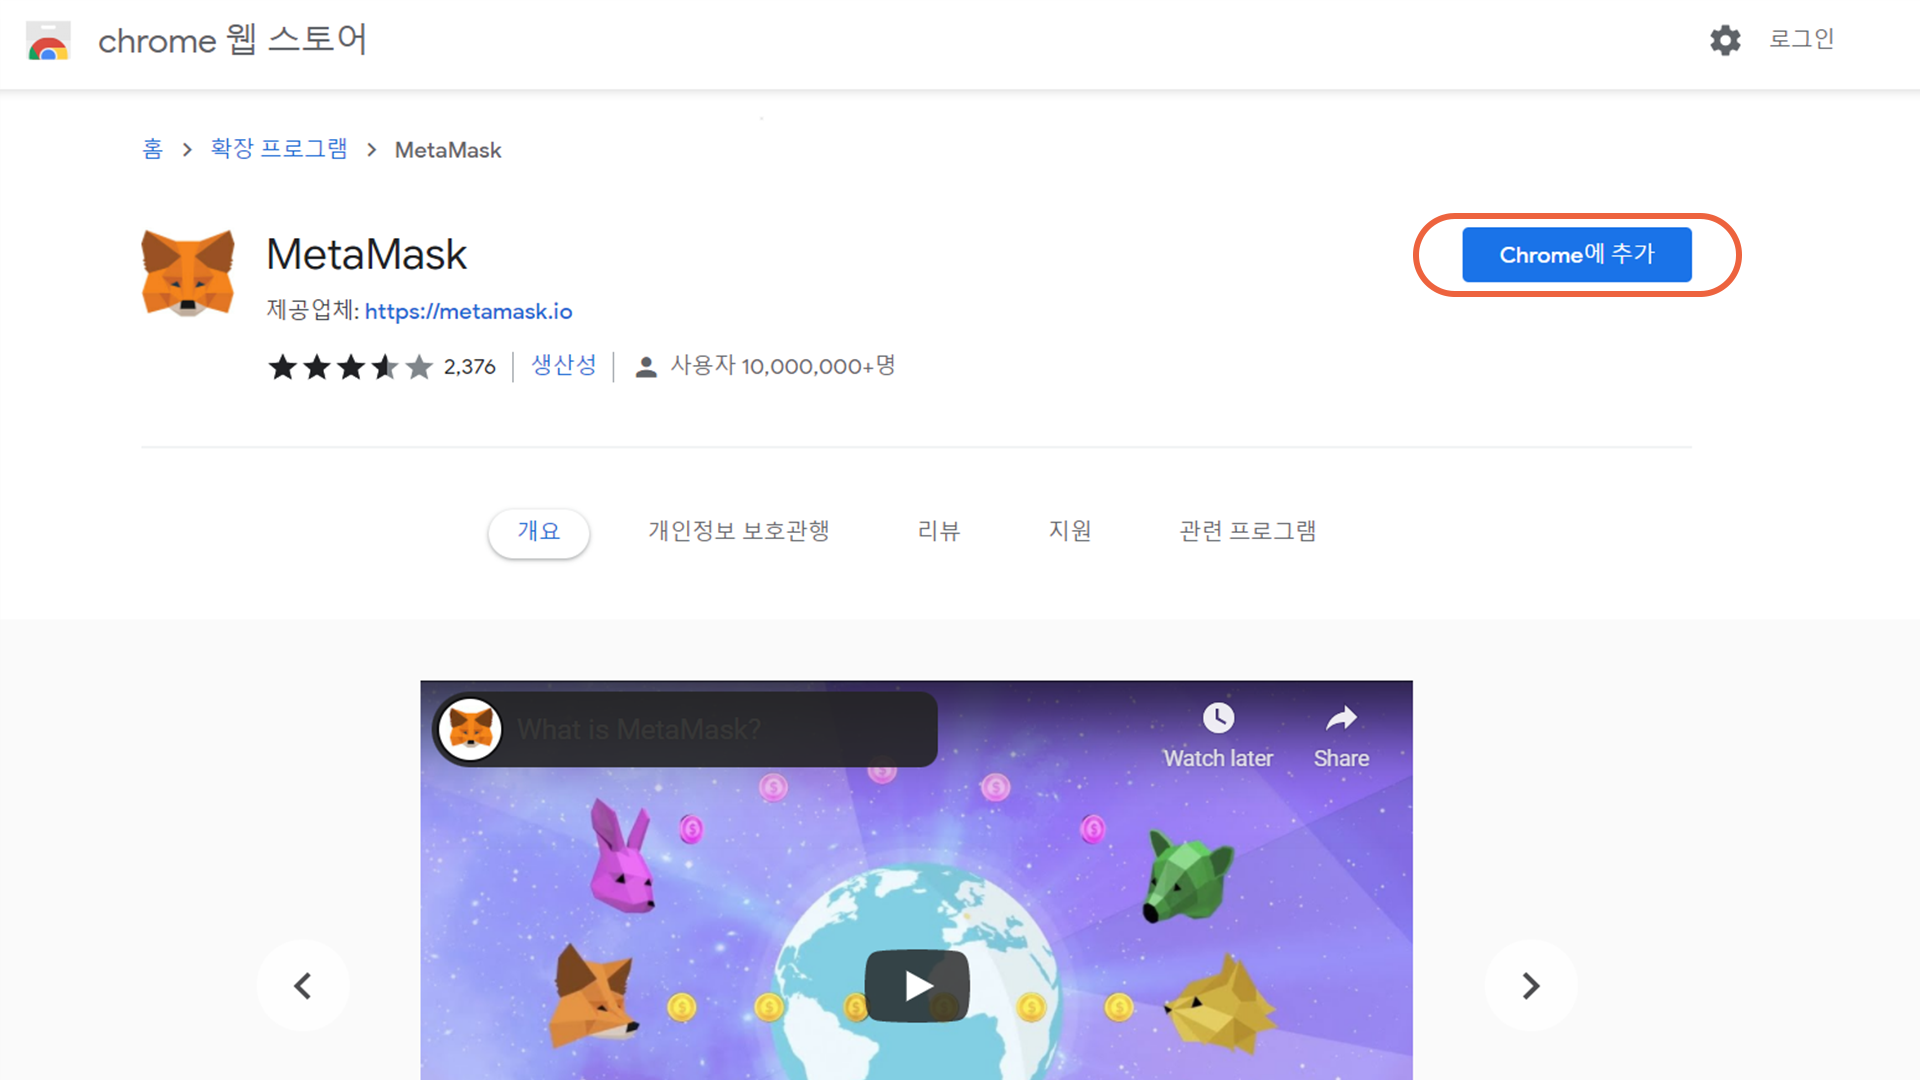 chrome 웹 스토어
로그인
홈 > 확장 프로그램 > MetaMask
MetaMask
Chrome에 추가
제공업체: https://metamask.io
2,376 | 생산성 | 사용자 10,000,000+명
개요
개인정보 보호관행
리뷰
지원
관련 프로그램
What is MetaMask?
Watch later
Share